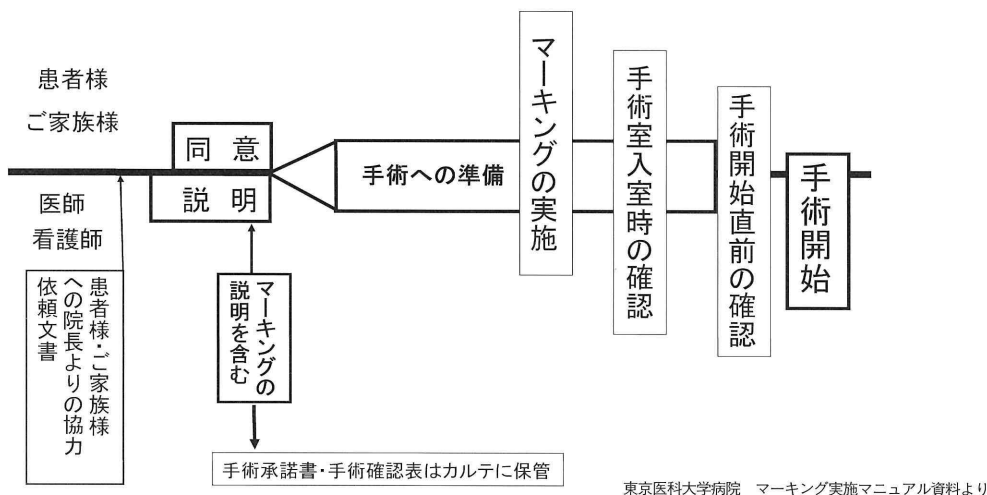 患者様
ご家族様
同 意
説 明
医師
看護師
患者様・ご家族様
への院長よりの協力
依頼文書
マーキングの
説明を含む
手術承諾書・手術確認表はカルテに保管
手術への準備
マーキングの実施
手術室入室時の確認
手術開始直前の確認
手術開始
東京医科大学病院 マーキング実施マニュアル資料より